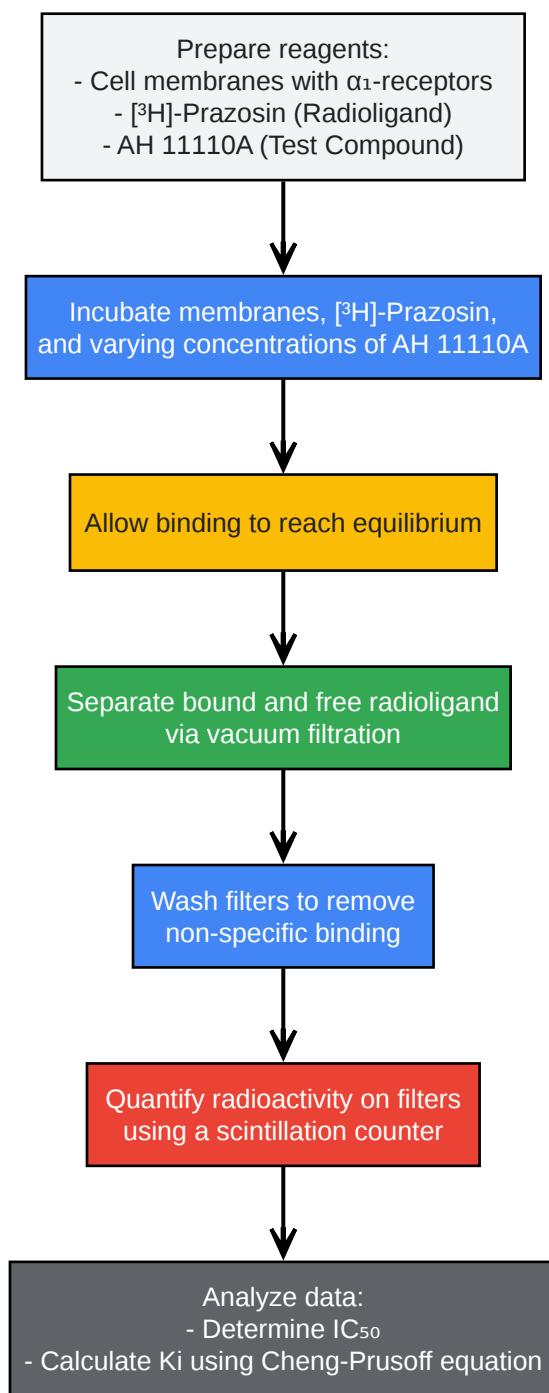 Prepare reagents:
- Cell membranes with α₁-receptors
- [³H]-Prazosin (Radioligand)
- AH 11110A (Test Compound)
Incubate membranes, [³H]-Prazosin,
and varying concentrations of AH 11110A
Allow binding to reach equilibrium
Separate bound and free radioligand
via vacuum filtration
Wash filters to remove
non-specific binding
Quantify radioactivity on filters
using a scintillation counter
Analyze data:
- Determine IC₅₀
- Calculate Ki using Cheng-Prusoff equation